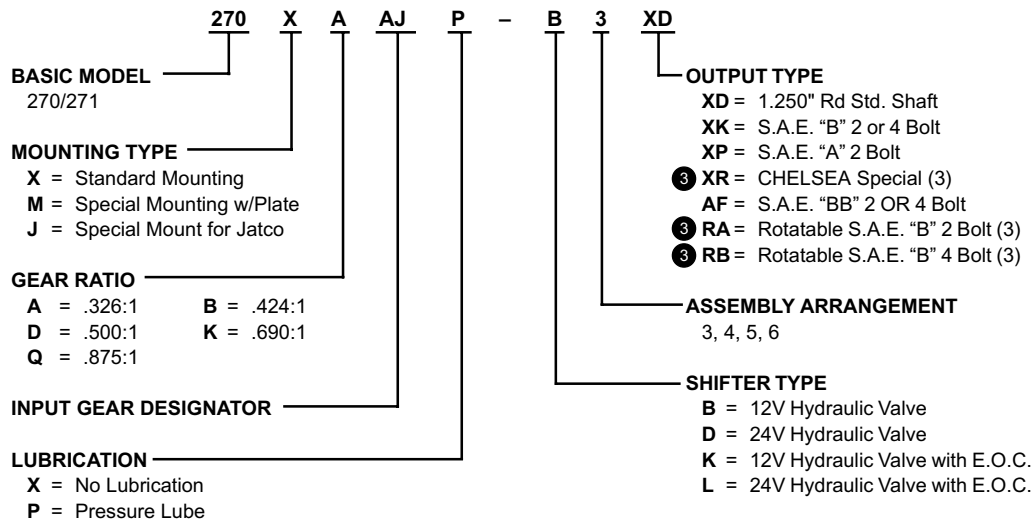 270 X A AJ P – B 3 XD
BASIC MODEL
270/271
MOUNTING TYPE
X = Standard Mounting
M = Special Mounting w/Plate
J = Special Mount for Jatco
GEAR RATIO
A = .326:1 B = .424:1
D = .500:1 K = .690:1
Q = .875:1
INPUT GEAR DESIGNATOR
LUBRICATION
X = No Lubrication
P = Pressure Lube
OUTPUT TYPE
XD = 1.250" Rd Std. Shaft
XK = S.A.E. “B” 2 or 4 Bolt
XP = S.A.E. “A” 2 Bolt
3 XR = CHELSEA Special (3)
AF = S.A.E. “BB” 2 OR 4 Bolt
3 RA = Rotatable S.A.E. “B” 2 Bolt (3)
3 RB = Rotatable S.A.E. “B” 4 Bolt (3)
ASSEMBLY ARRANGEMENT
3, 4, 5, 6
SHIFTER TYPE
B = 12V Hydraulic Valve
D = 24V Hydraulic Valve
K = 12V Hydraulic Valve with E.O.C.
L = 24V Hydraulic Valve with E.O.C.